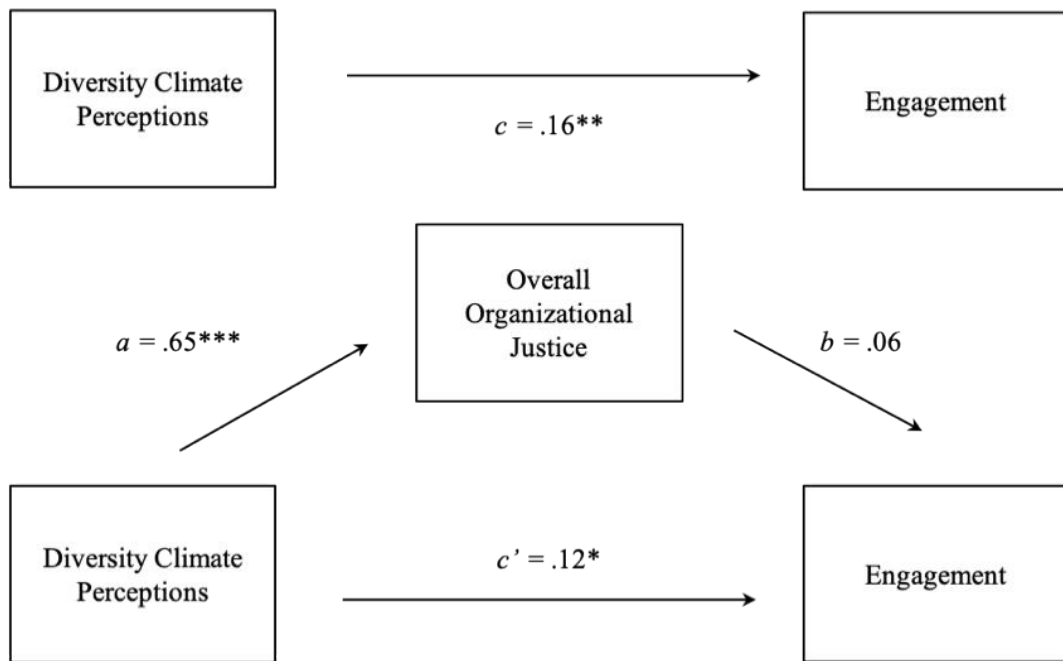 Diversity Climate
Perceptions
Engagement
c = .16**
Overall
Organizational
Justice
a = .65***
b = .06
Diversity Climate
Perceptions
c’ = .12*
Engagement